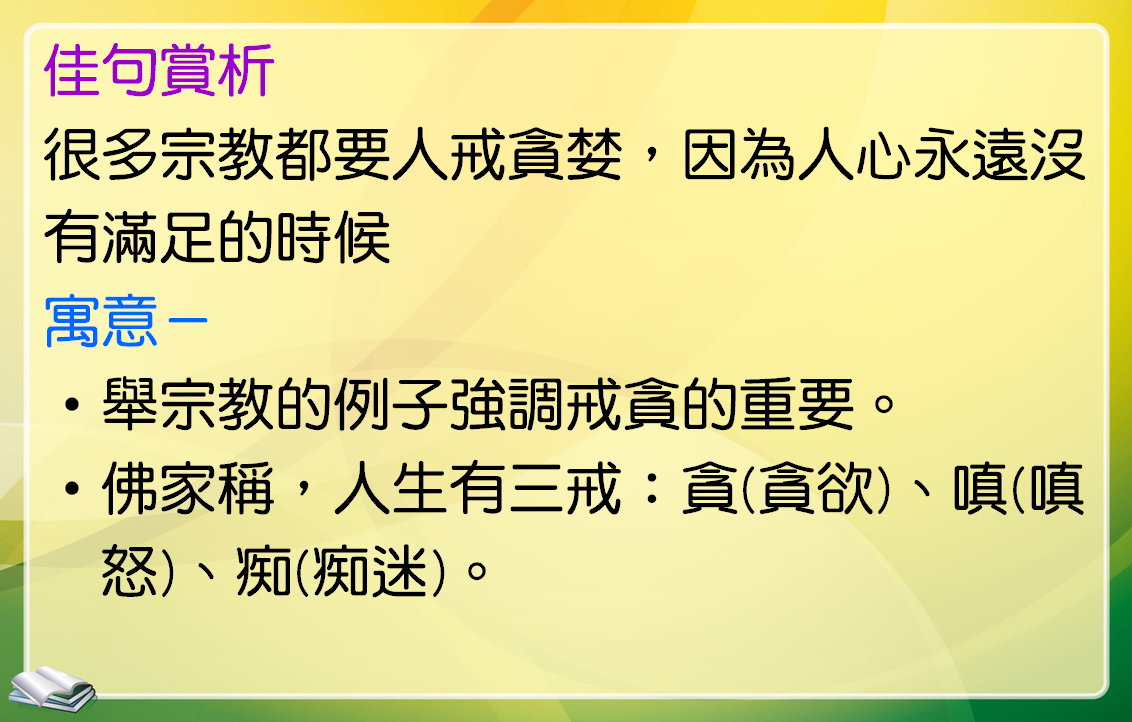 佳句賞析
很多宗教都要人戒貪婪，因為人心永遠沒
有滿足的時候
寓意一
•舉宗教的例子強調戒貪的重要。
•佛家稱，人生有三戒：貪(貪欲)、嗔(嗔
怒)、痴(痴迷)。